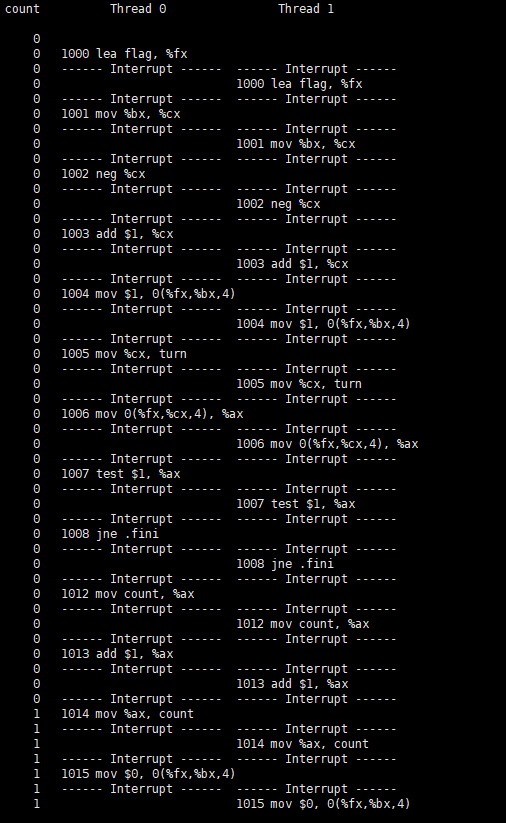 count Thread 0 Thread 1
0
0 1000 lea flag, %fx
0 ------ Interrupt ------ ------ Interrupt ------
0 1000 lea flag, %fx
0 ------ Interrupt ------ ------ Interrupt ------
0 1001 mov %bx, %cx
0 ------ Interrupt ------ ------ Interrupt ------
0 1001 mov %bx, %cx
0 ------ Interrupt ------ ------ Interrupt ------
0 1002 neg %cx
0 ------ Interrupt ------ ------ Interrupt ------
0 1002 neg %cx
0 ------ Interrupt ------ ------ Interrupt ------
0 1003 add $1, %cx
0 ------ Interrupt ------ ------ Interrupt ------
0 1003 add $1, %cx
0 ------ Interrupt ------ ------ Interrupt ------
0 1004 mov $1, 0(%fx,%bx,4)
0 ------ Interrupt ------ ------ Interrupt ------
0 1004 mov $1, 0(%fx,%bx,4)
0 ------ Interrupt ------ ------ Interrupt ------
0 1005 mov %cx, turn
0 ------ Interrupt ------ ------ Interrupt ------
0 1005 mov %cx, turn
0 ------ Interrupt ------ ------ Interrupt ------
0 1006 mov 0(%fx,%cx,4), %ax
0 ------ Interrupt ------ ------ Interrupt ------
0 1006 mov 0(%fx,%cx,4), %ax
0 ------ Interrupt ------ ------ Interrupt ------
0 1007 test $1, %ax
0 ------ Interrupt ------ ------ Interrupt ------
0 1007 test $1, %ax
0 ------ Interrupt ------ ------ Interrupt ------
0 1008 jne .fini
0 ------ Interrupt ------ ------ Interrupt ------
0 1008 jne .fini
0 ------ Interrupt ------ ------ Interrupt ------
0 1012 mov count, %ax
0 ------ Interrupt ------ ------ Interrupt ------
0 1012 mov count, %ax
0 ------ Interrupt ------ ------ Interrupt ------
0 1013 add $1, %ax
0 ------ Interrupt ------ ------ Interrupt ------
0 1013 add $1, %ax
0 ------ Interrupt ------ ------ Interrupt ------
1 1014 mov %ax, count
1 ------ Interrupt ------ ------ Interrupt ------
1 1014 mov %ax, count
1 ------ Interrupt ------ ------ Interrupt ------
1 1015 mov $0, 0(%fx,%bx,4)
1 ------ Interrupt ------ ------ Interrupt ------
1 1015 mov $0, 0(%fx,%bx,4)